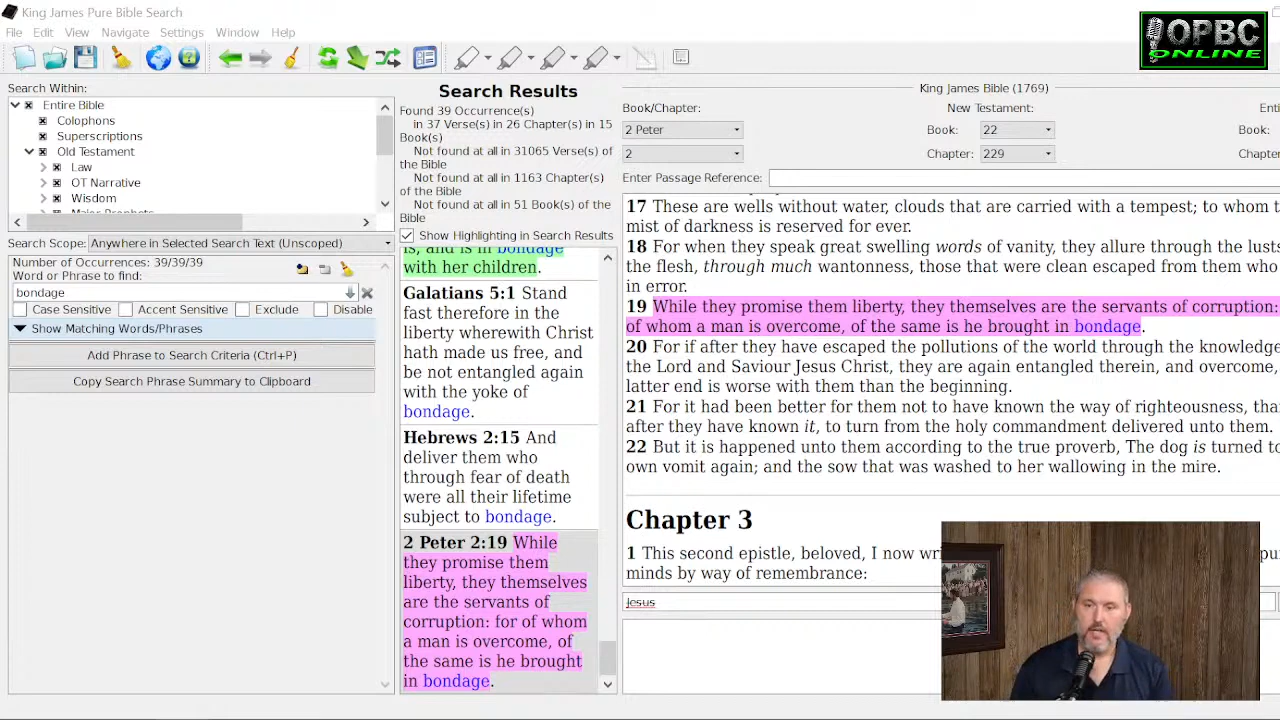 King James Pure Bible Search
File Edit View Navigate Settings Window Help
OPBC
ONLINE
Search Within:
Entire Bible
Colophons
Superscriptions
Old Testament
Law
OT Narrative
Wisdom
Search Scope: Anywhere in Selected Search Text (Unscoped)
Number of Occurrences: 39/39/39
Word or Phrase to find:
bondage
Case Sensitive Accent Sensitive Exclude Disable
Show Matching Words/Phrases
Add Phrase to Search Criteria (Ctrl+P)
Copy Search Phrase Summary to Clipboard
Search Results
Found 39 Occurrence(s)
in 37 Verse(s) in 26 Chapter(s) in 15
Book(s)
Not found at all in 31065 Verse(s) of
the Bible
Not found at all in 1163 Chapter(s)
of the Bible
Not found at all in 51 Book(s) of the
Bible
Show Highlighting in Search Results
is, and is in bondage
with her children.
Galatians 5:1 Stand
fast therefore in the
liberty wherewith Christ
hath made us free, and
be not entangled again
with the yoke of
bondage.
Hebrews 2:15 And
deliver them who
through fear of death
were all their lifetime
subject to bondage.
2 Peter 2:19 While
they promise them
liberty, they themselves
are the servants of
corruption: for of whom
a man is overcome, of
the same is he brought
in bondage.
King James Bible (1769)
Book/Chapter: New Testament:
2 Peter Book: 22 Book:
2 Chapter: 229
Enter Passage Reference:
17 These are wells without water, clouds that are carried with a tempest; to whom
mist of darkness is reserved for ever.
18 For when they speak great swelling words of vanity, they allure through the lusts
the flesh, through much wantonness, those that were clean escaped from them who
in error.
19 While they promise them liberty, they themselves are the servants of corruption:
of whom a man is overcome, of the same is he brought in bondage.
20 For if after they have escaped the pollutions of the world through the knowledge
the Lord and Saviour Jesus Christ, they are again entangled therein, and overcome,
latter end is worse with them than the beginning.
21 For it had been better for them not to have known the way of righteousness,
after they have known it, to turn from the holy commandment delivered unto them.
22 But it is happened unto them according to the true proverb, The dog is turned to
own vomit again; and the sow that was washed to her wallowing in the mire.
Chapter 3
1 This second epistle, beloved, I now
minds by way of remembrance:
Jesus